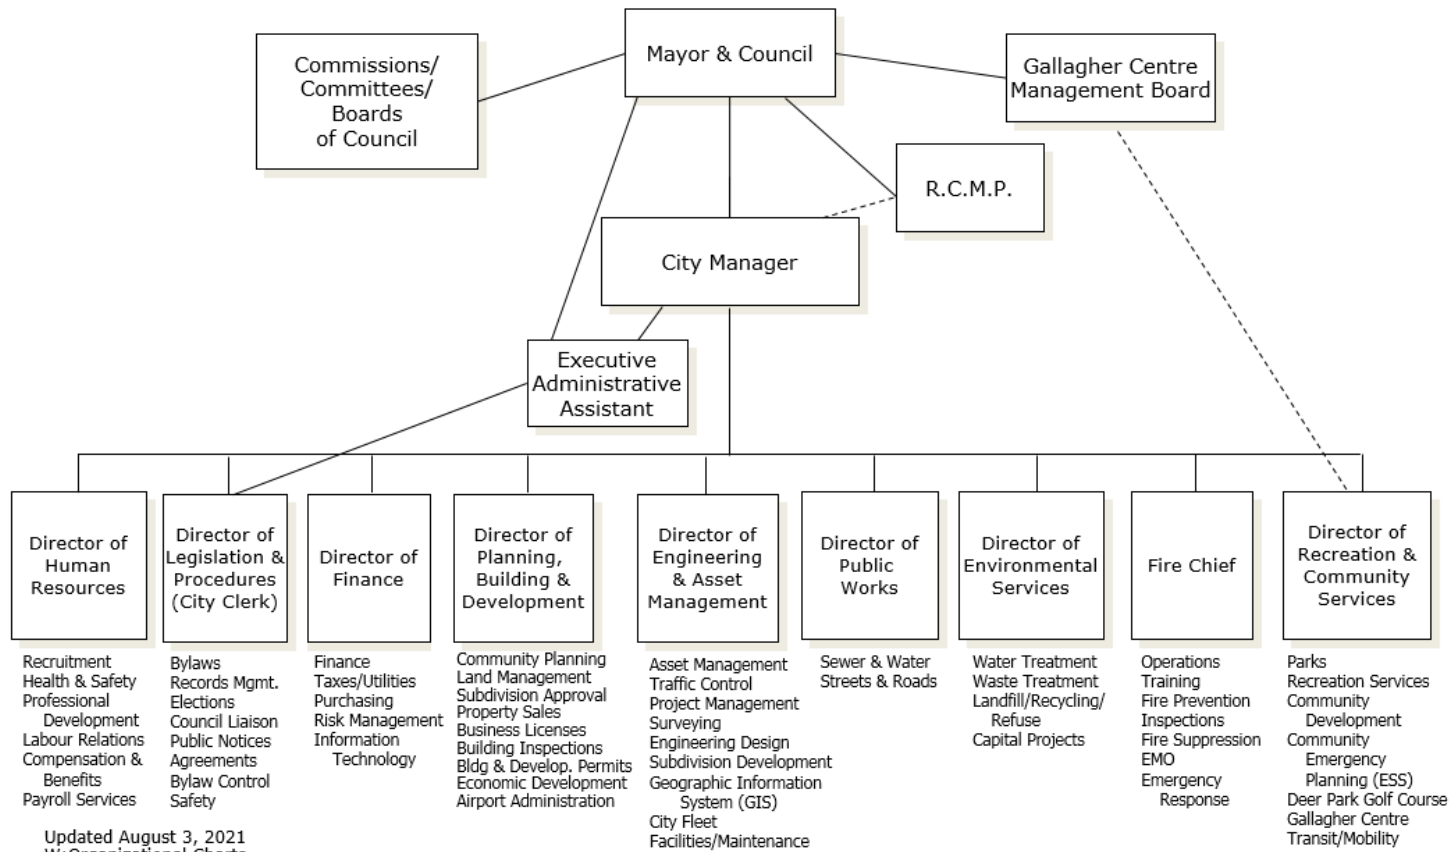 Mayor & Council
Commissions/
Committees/
Boards
of Council
Gallagher Centre
Management Board
R.C.M.P.
City Manager
Executive
Administrative
Assistant
Director of
Human
Resources
Director of
Legislation &
Procedures
(City Clerk)
Director of
Finance
Director of
Planning,
Building &
Development
Director of
Engineering
& Asset
Management
Director of
Public
Works
Director of
Environmental
Services
Fire Chief
Director of
Recreation &
Community
Services
Recruitment
Health & Safety
Professional
Development
Labour Relations
Compensation &
Benefits
Payroll Services
Bylaws
Records Mgmt.
Elections
Council Liaison
Public Notices
Agreements
Bylaw Control
Safety
Finance
Taxes/Utilities
Purchasing
Risk Management
Information
Technology
Community Planning
Land Management
Subdivision Approval
Property Sales
Business Licenses
Building Inspections
Bldg & Develop. Permits
Economic Development
Airport Administration
Asset Management
Traffic Control
Project Management
Surveying
Engineering Design
Subdivision Development
Geographic Information
System (GIS)
City Fleet
Facilities/Maintenance
Sewer & Water
Streets & Roads
Water Treatment
Waste Treatment
Landfill/Recycling/
Refuse
Capital Projects
Operations
Training
Fire Prevention
Inspections
Fire Suppression
EMO
Emergency
Response
Parks
Recreation Services
Community
Development
Community
Emergency
Planning (ESS)
Deer Park Golf Course
Gallagher Centre
Transit/Mobility
Updated August 3, 2021